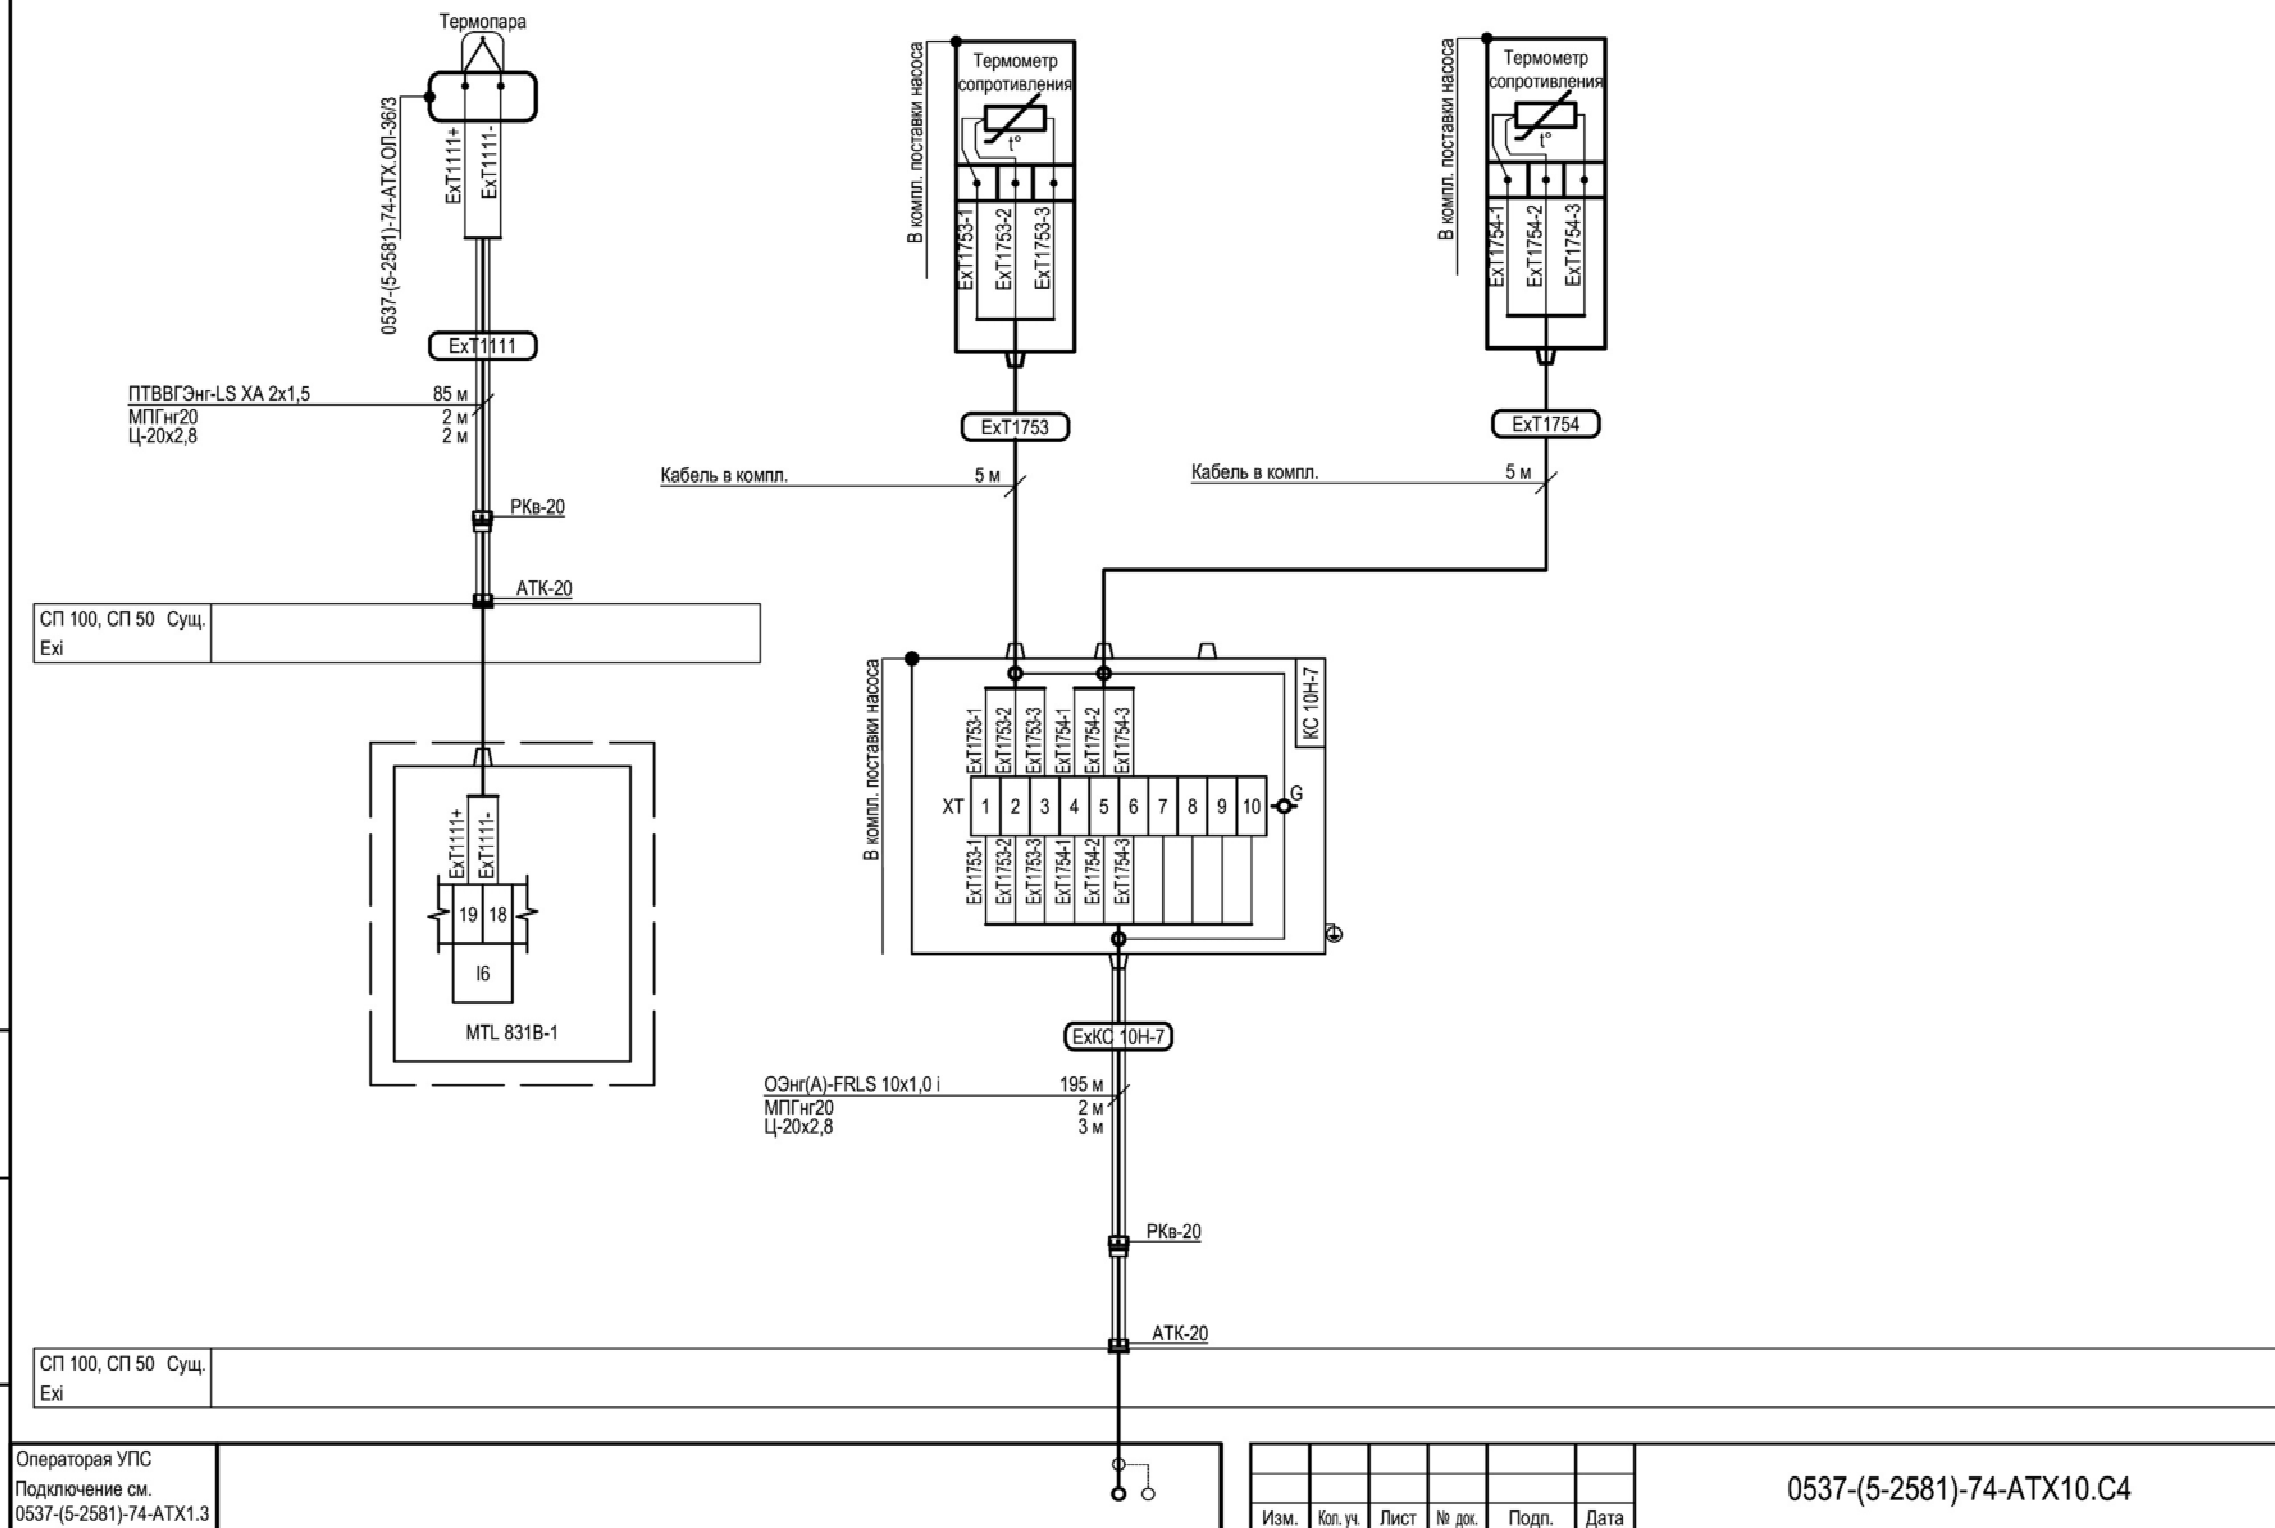 Термопара
0537-(5-2581)-74-АТХ.ОП-36/3
ExT1111+
ExT1111-
ExT1111
ПТВВГЭнг-LS ХА 2х1,5 85 м
МПГнг20 2 м
Ц-20х2,8 2 м
РКв-20
АТК-20
СП 100, СП 50 Сущ.
Exi
ExT1111+
ExT1111-
19 18
I6
MTL 831B-1
В компл. поставки насоса
Термометр
сопротивления
t°
ExT1753-1
ExT1753-2
ExT1753-3
ExT1753
Кабель в компл. 5 м
В компл. поставки насоса
Термометр
сопротивления
t°
ExT1754-1
ExT1754-2
ExT1754-3
ExT1754
Кабель в компл. 5 м
В компл. поставки насоса
КС 10Н-7
ExT1753-1
ExT1753-2
ExT1753-3
ExT1754-1
ExT1754-2
ExT1754-3
ХТ 1 2 3 4 5 6 7 8 9 10 G
ExT1753-1
ExT1753-2
ExT1753-3
ExT1754-1
ExT1754-2
ExT1754-3
ExКС 10Н-7
ОЭнг(А)-FRLS 10х1,0 i 195 м
МПГнг20 2 м
Ц-20х2,8 3 м
РКв-20
АТК-20
СП 100, СП 50 Сущ.
Exi
Операторая УПС
Подключение см.
0537-(5-2581)-74-АТХ1.3
Изм. Кол. уч. Лист № док. Подп. Дата
0537-(5-2581)-74-АТХ10.С4